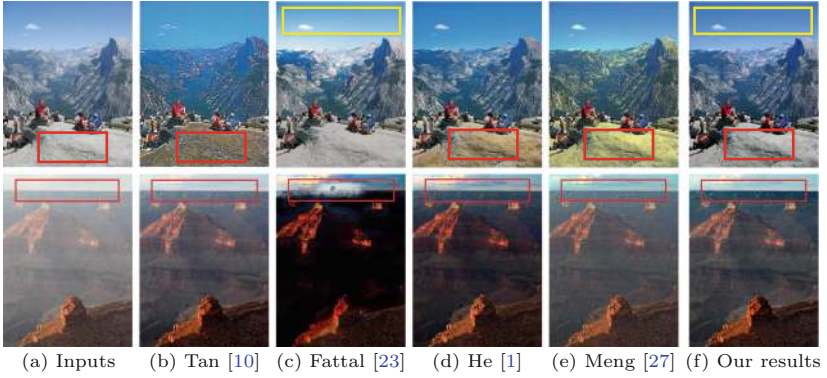 (a) Inputs (b) Tan [10] (c) Fattal [23] (d) He [1] (e) Meng [27] (f) Our results